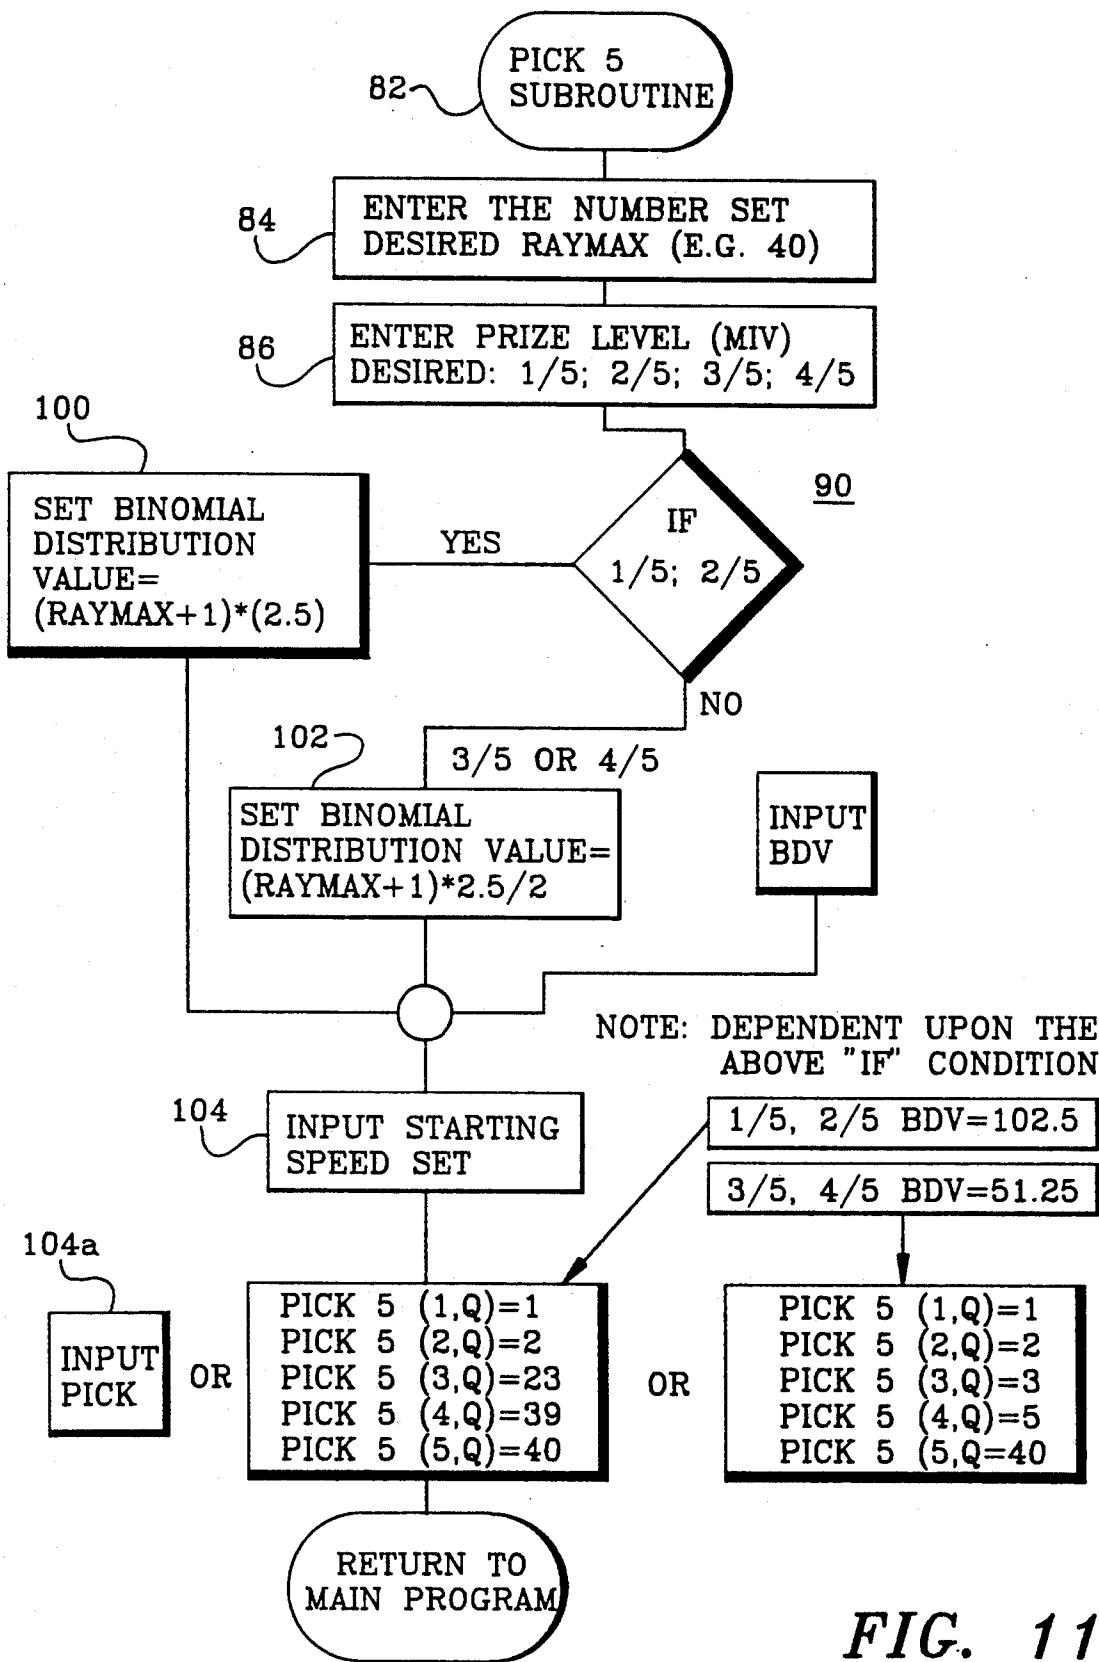 PICK 5
SUBROUTINE
82
ENTER THE NUMBER SET
DESIRED RAYMAX (E.G. 40)
84
ENTER PRIZE LEVEL (MIV)
DESIRED: 1/5; 2/5; 3/5; 4/5
86
100
SET BINOMIAL
DISTRIBUTION
VALUE=
(RAYMAX+1)*(2.5)
YES
IF
1/5; 2/5
90
NO
102
3/5 OR 4/5
SET BINOMIAL
DISTRIBUTION VALUE=
(RAYMAX+1)*2.5/2
INPUT
BDV
NOTE: DEPENDENT UPON THE
ABOVE "IF" CONDITION
104
INPUT STARTING
SPEED SET
1/5, 2/5 BDV=102.5
3/5, 4/5 BDV=51.25
104a
INPUT
PICK
OR
PICK 5 (1,Q)=1
PICK 5 (2,Q)=2
PICK 5 (3,Q)=23
PICK 5 (4,Q)=39
PICK 5 (5,Q)=40
OR
PICK 5 (1,Q)=1
PICK 5 (2,Q)=2
PICK 5 (3,Q)=3
PICK 5 (4,Q)=5
PICK 5 (5,Q=40
RETURN TO
MAIN PROGRAM
FIG. 11